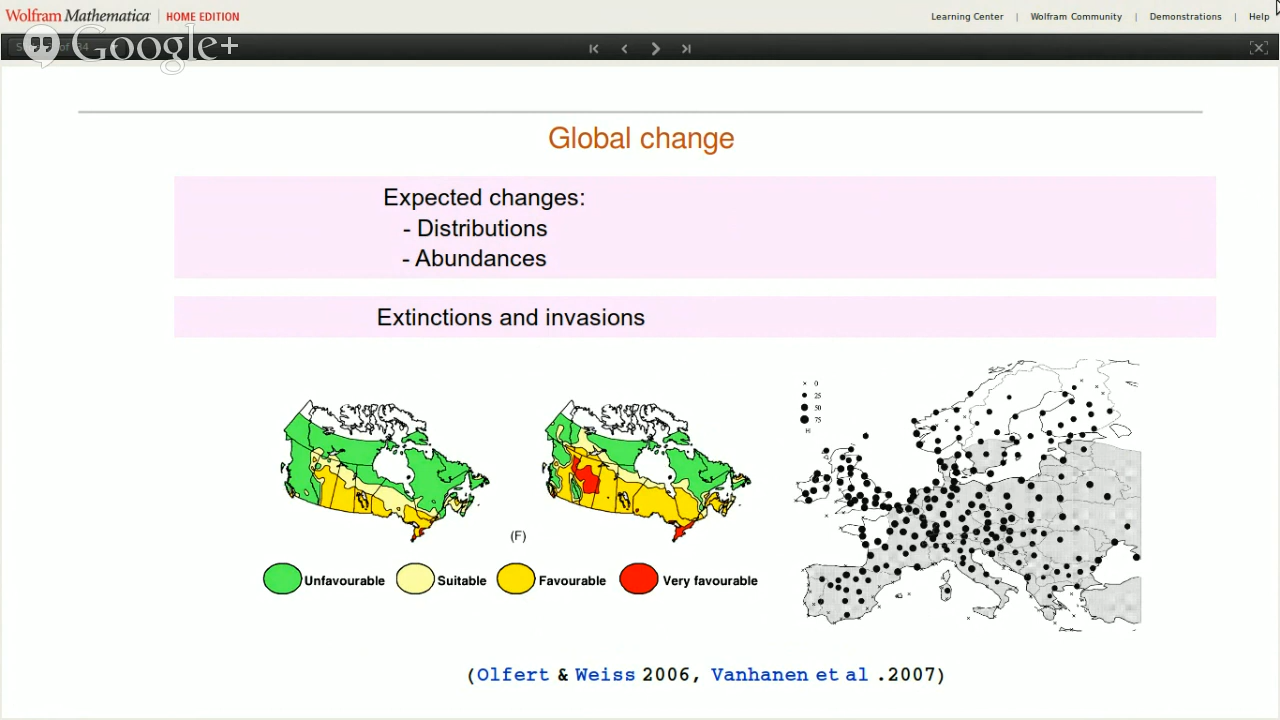 Wolfram Mathematica | HOME EDITION
Learning Center | Wolfram Community | Demonstrations | Help
Google+
Global change
Expected changes:
- Distributions
- Abundances
Extinctions and invasions
0
25
50
75
H
(F)
Unfavourable
Suitable
Favourable
Very favourable
(Olfert & Weiss 2006, Vanhanen et al .2007)